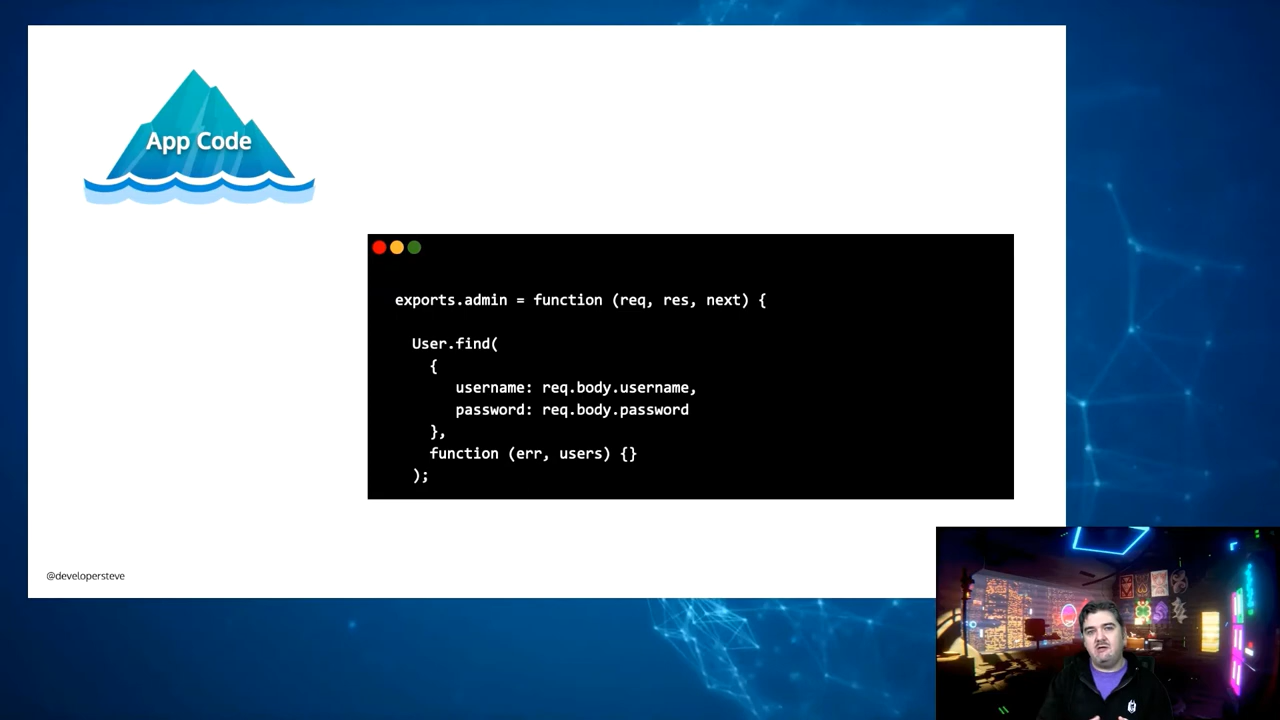 App Code
exports.admin = function (req, res, next) {
User.find(
{
username: req.body.username,
password: req.body.password
},
function (err, users) {}
);
@developersteve